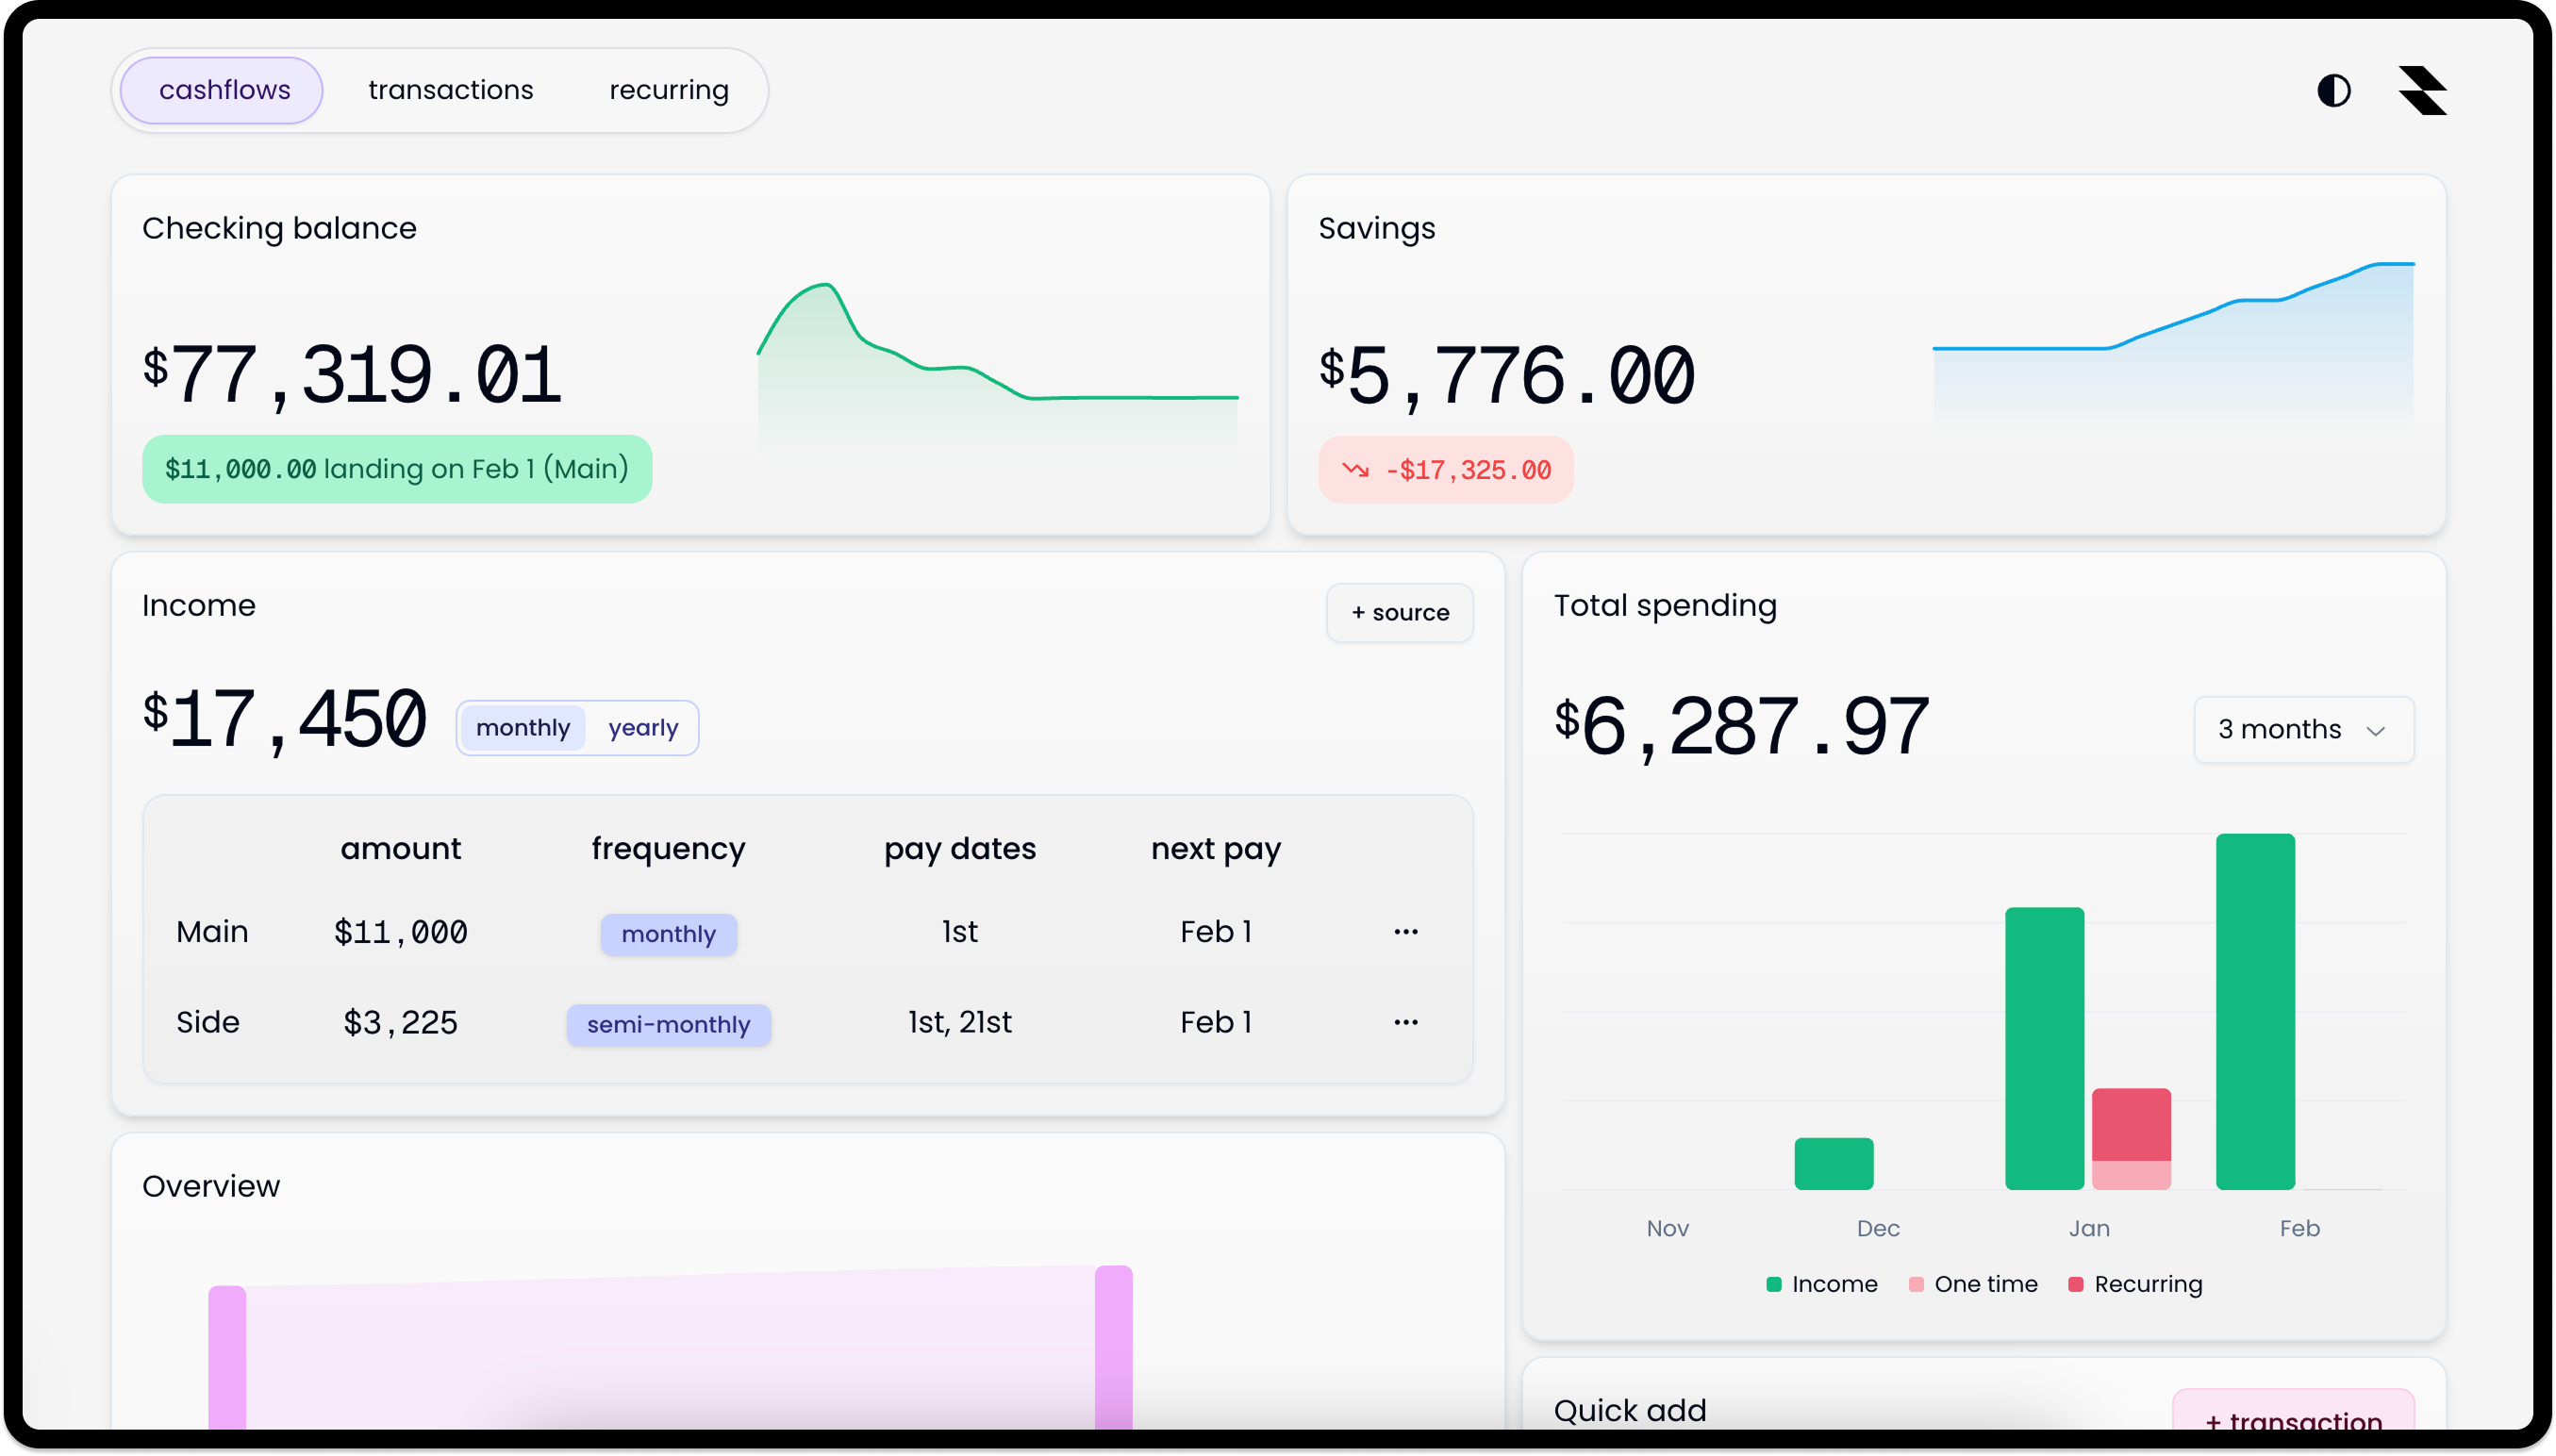 cashflows transactions recurring
Checking balance
$77,319.01
$11,000.00 landing on Feb 1 (Main)
Savings
$5,776.00
-$17,325.00
Income
+ source
$17,450 monthly yearly
amount frequency pay dates next pay
Main $11,000 monthly 1st Feb 1 ···
Side $3,225 semi-monthly 1st, 21st Feb 1 ···
Total spending
$6,287.97
3 months
Nov Dec Jan Feb
Income One time Recurring
Overview
Quick add
+ transaction